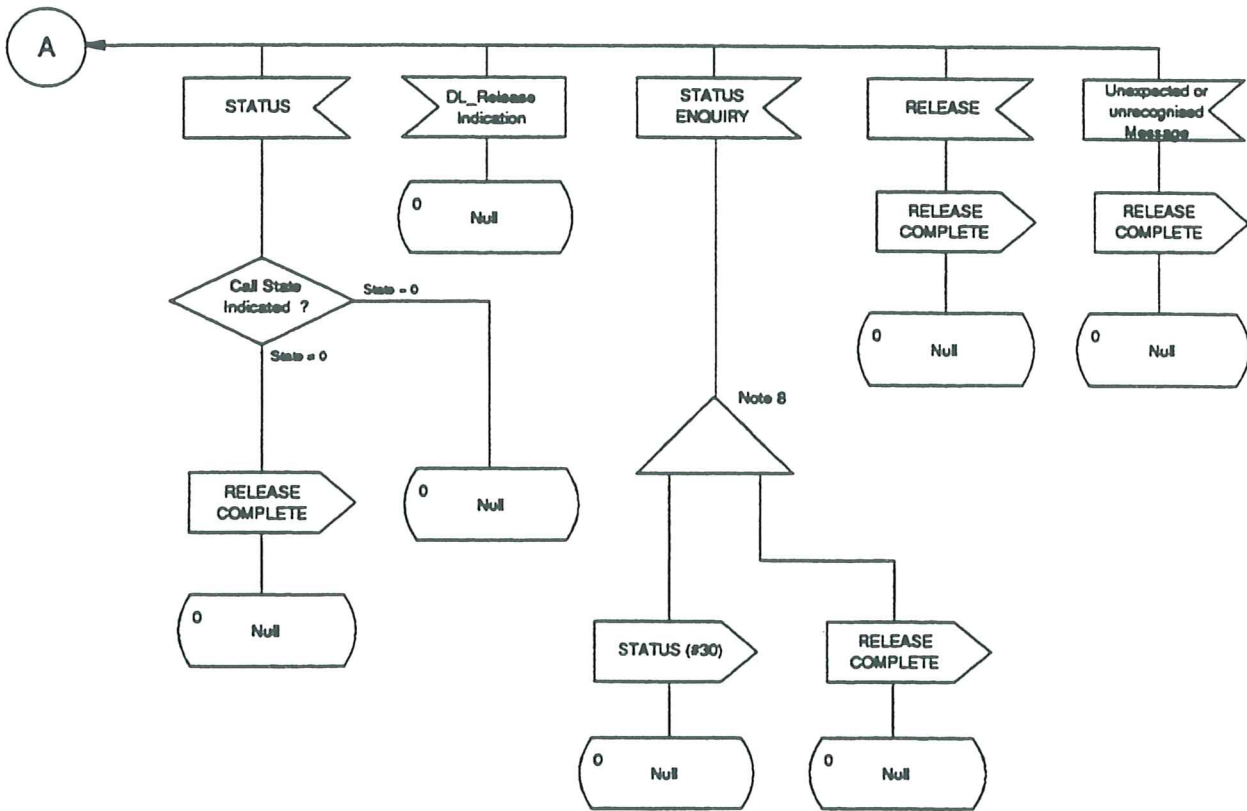 A
STATUS
DL_Release
Indication
STATUS
ENQUIRY
RELEASE
Unexpected or
unrecognised
Message
0
Null
RELEASE
COMPLETE
RELEASE
COMPLETE
Call State
Indicated ?
State = 0
State ≠ 0
0
Null
0
Null
Note 8
RELEASE
COMPLETE
0
Null
0
Null
STATUS (#30)
RELEASE
COMPLETE
0
Null
0
Null